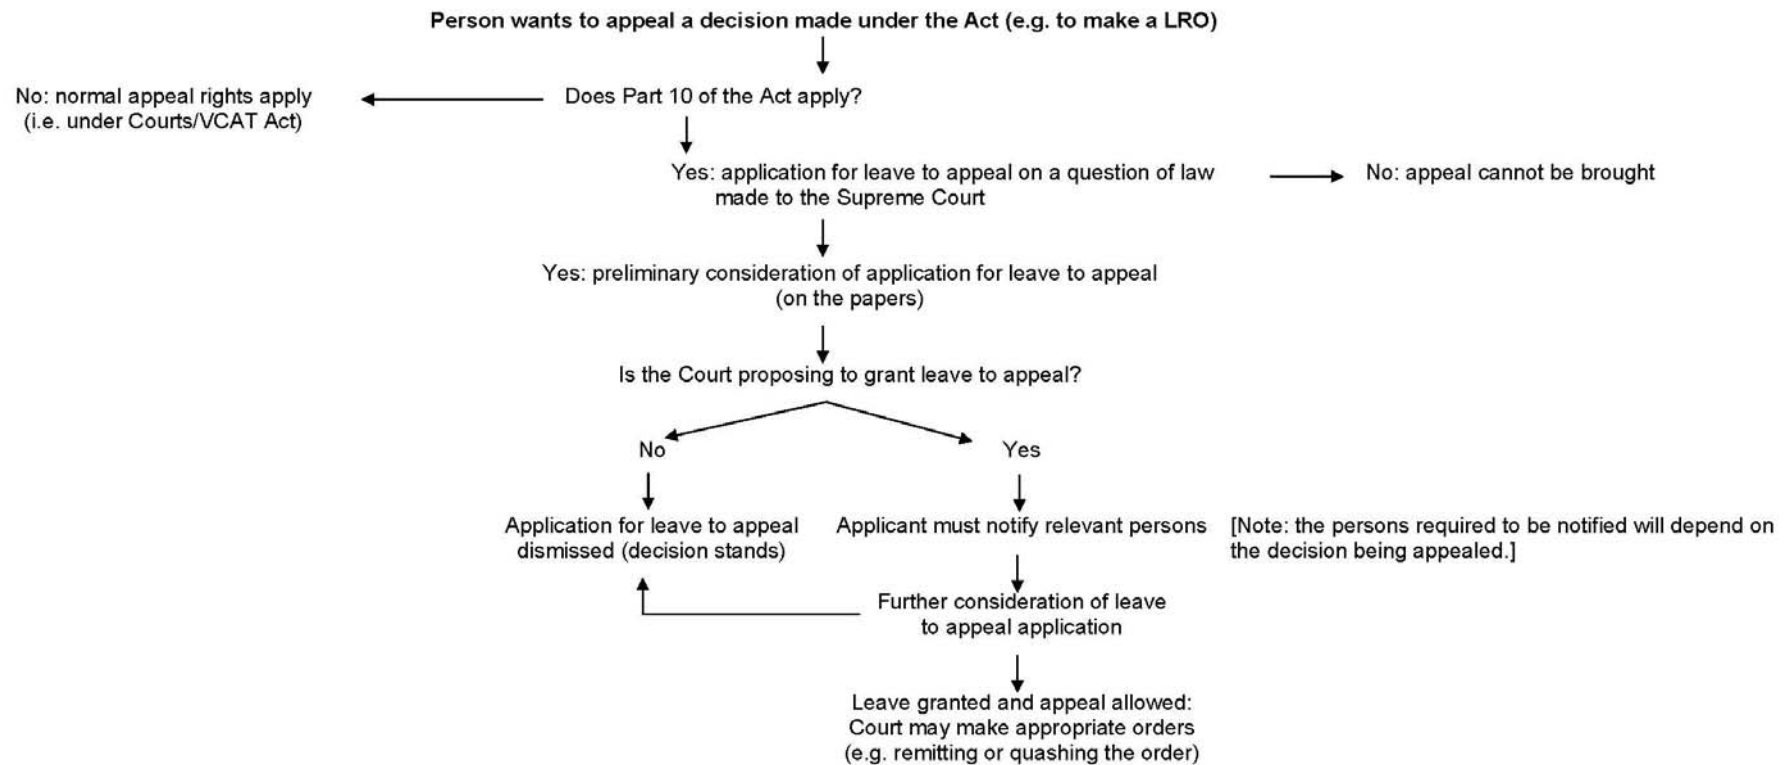 Person wants to appeal a decision made under the Act (e.g. to make a LRO)
No: normal appeal rights apply
(i.e. under Courts/VCAT Act)
Does Part 10 of the Act apply?
Yes: application for leave to appeal on a question of law
made to the Supreme Court
No: appeal cannot be brought
Yes: preliminary consideration of application for leave to appeal
(on the papers)
Is the Court proposing to grant leave to appeal?
No
Yes
Application for leave to appeal
dismissed (decision stands)
Applicant must notify relevant persons
[Note: the persons required to be notified will depend on
the decision being appealed.]
Further consideration of leave
to appeal application
Leave granted and appeal allowed:
Court may make appropriate orders
(e.g. remitting or quashing the order)